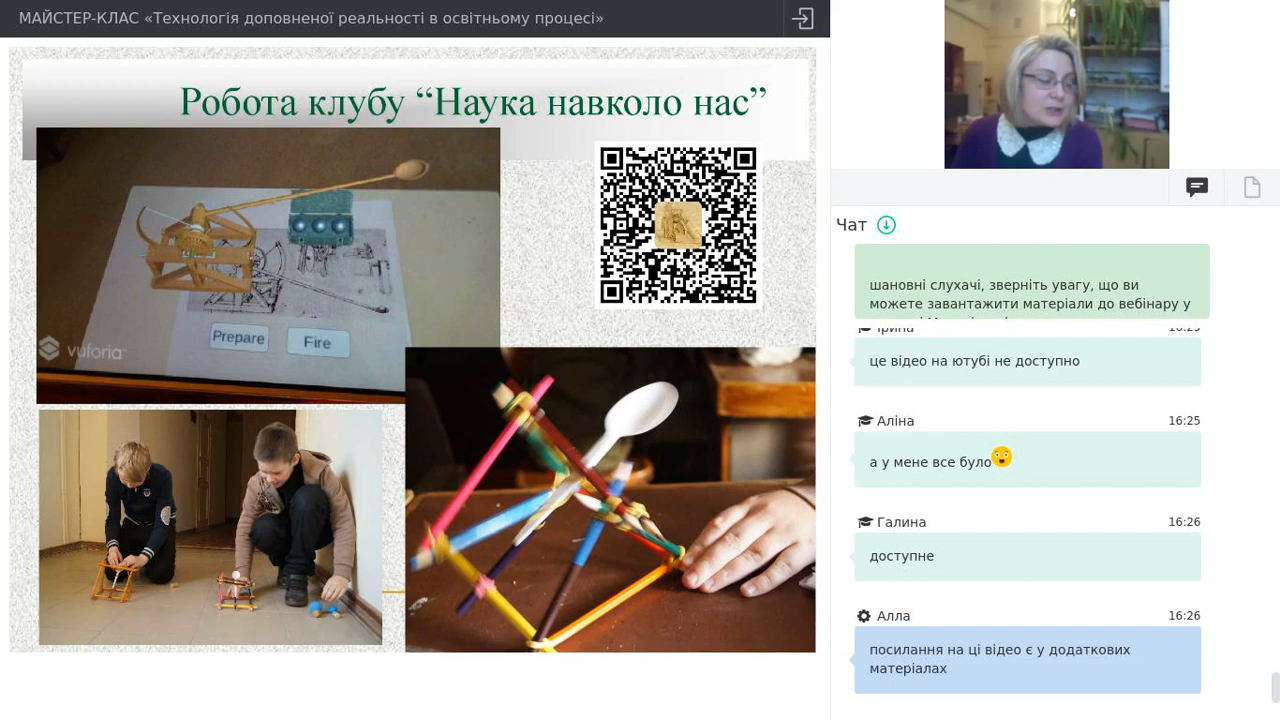 МАЙСТЕР-КЛАС «Технологія доповненої реальності в освітньому процесі»
Робота клубу “Наука навколо нас”
Prepare
Fire
vuforia™
Чат
шановні слухачі, зверніть увагу, що ви
можете завантажити матеріали до вебінару у
Ірина
це відео на ютубі не доступно
Аліна 16:25
а у мене все було
Галина 16:26
доступне
Алла 16:26
посилання на ці відео є у додаткових
матеріалах